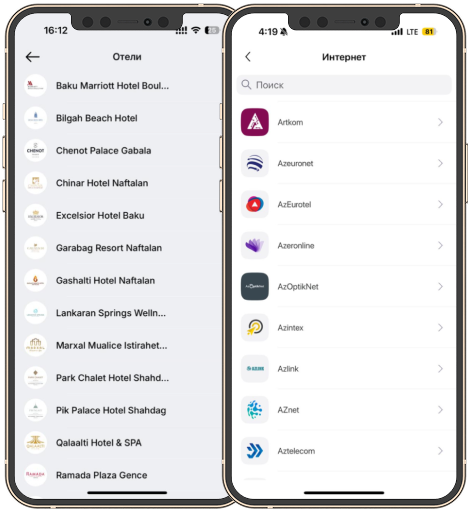 16:12
Отели
Baku Marriott Hotel Boul...
Bilgah Beach Hotel
Chenot Palace Gabala
CHENOT
Chinar Hotel Naftalan
Excelsior Hotel Baku
Garabag Resort Naftalan
Gashalti Hotel Naftalan
Lankaran Springs Welln...
Marxal Mualice Istirahet...
Park Chalet Hotel Shahd...
Pik Palace Hotel Shahdag
Qalaalti Hotel & SPA
Ramada Plaza Gence
RAMADA
4:19
LTE 81
Интернет
Поиск
Artkom
Azeuronet
AzEurotel
Azeronline
AzOptikNet
Azintex
Azlink
AZLINK
AZnet
Aztelecom